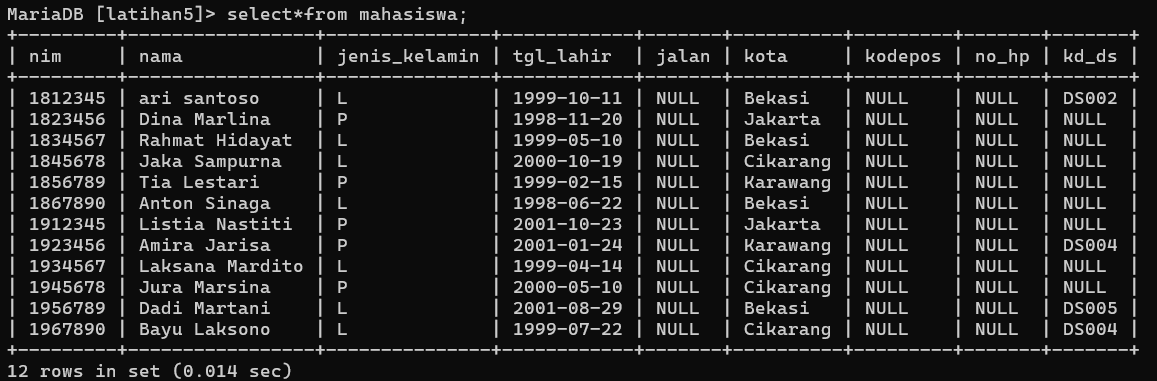 MariaDB [latihan5]> select*from mahasiswa;
+---------+-----------------+---------------+------------+-------+----------+---------+-------+-------+
| nim     | nama            | jenis_kelamin | tgl_lahir  | jalan | kota     | kodepos | no_hp | kd_ds |
+---------+-----------------+---------------+------------+-------+----------+---------+-------+-------+
| 1812345 | ari santoso     | L             | 1999-10-11 | NULL  | Bekasi   | NULL    | NULL  | DS002 |
| 1823456 | Dina Marlina    | P             | 1998-11-20 | NULL  | Jakarta  | NULL    | NULL  | NULL  |
| 1834567 | Rahmat Hidayat  | L             | 1999-05-10 | NULL  | Bekasi   | NULL    | NULL  | NULL  |
| 1845678 | Jaka Sampurna   | L             | 2000-10-19 | NULL  | Cikarang | NULL    | NULL  | NULL  |
| 1856789 | Tia Lestari     | P             | 1999-02-15 | NULL  | Karawang | NULL    | NULL  | NULL  |
| 1867890 | Anton Sinaga    | L             | 1998-06-22 | NULL  | Bekasi   | NULL    | NULL  | NULL  |
| 1912345 | Listia Nastiti  | P             | 2001-10-23 | NULL  | Jakarta  | NULL    | NULL  | NULL  |
| 1923456 | Amira Jarisa    | P             | 2001-01-24 | NULL  | Karawang | NULL    | NULL  | DS004 |
| 1934567 | Laksana Mardito | L             | 1999-04-14 | NULL  | Cikarang | NULL    | NULL  | NULL  |
| 1945678 | Jura Marsina    | P             | 2000-05-10 | NULL  | Cikarang | NULL    | NULL  | NULL  |
| 1956789 | Dadi Martani    | L             | 2001-08-29 | NULL  | Bekasi   | NULL    | NULL  | DS005 |
| 1967890 | Bayu Laksono    | L             | 1999-07-22 | NULL  | Cikarang | NULL    | NULL  | DS004 |
+---------+-----------------+---------------+------------+-------+----------+---------+-------+-------+
12 rows in set (0.014 sec)